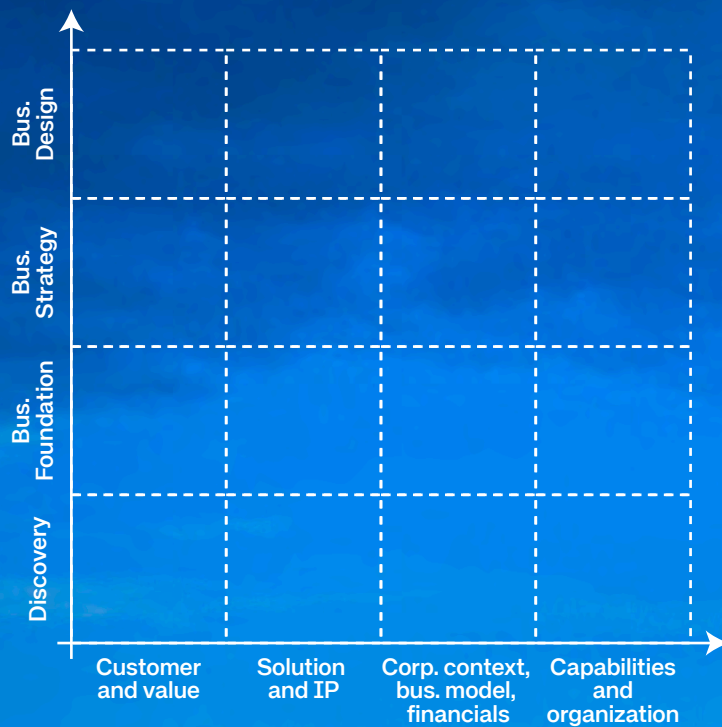 Bus.
Design
Bus.
Strategy
Bus.
Foundation
Discovery
Customer
and value
Solution
and IP
Corp. context,
bus. model,
financials
Capabilities
and
organization